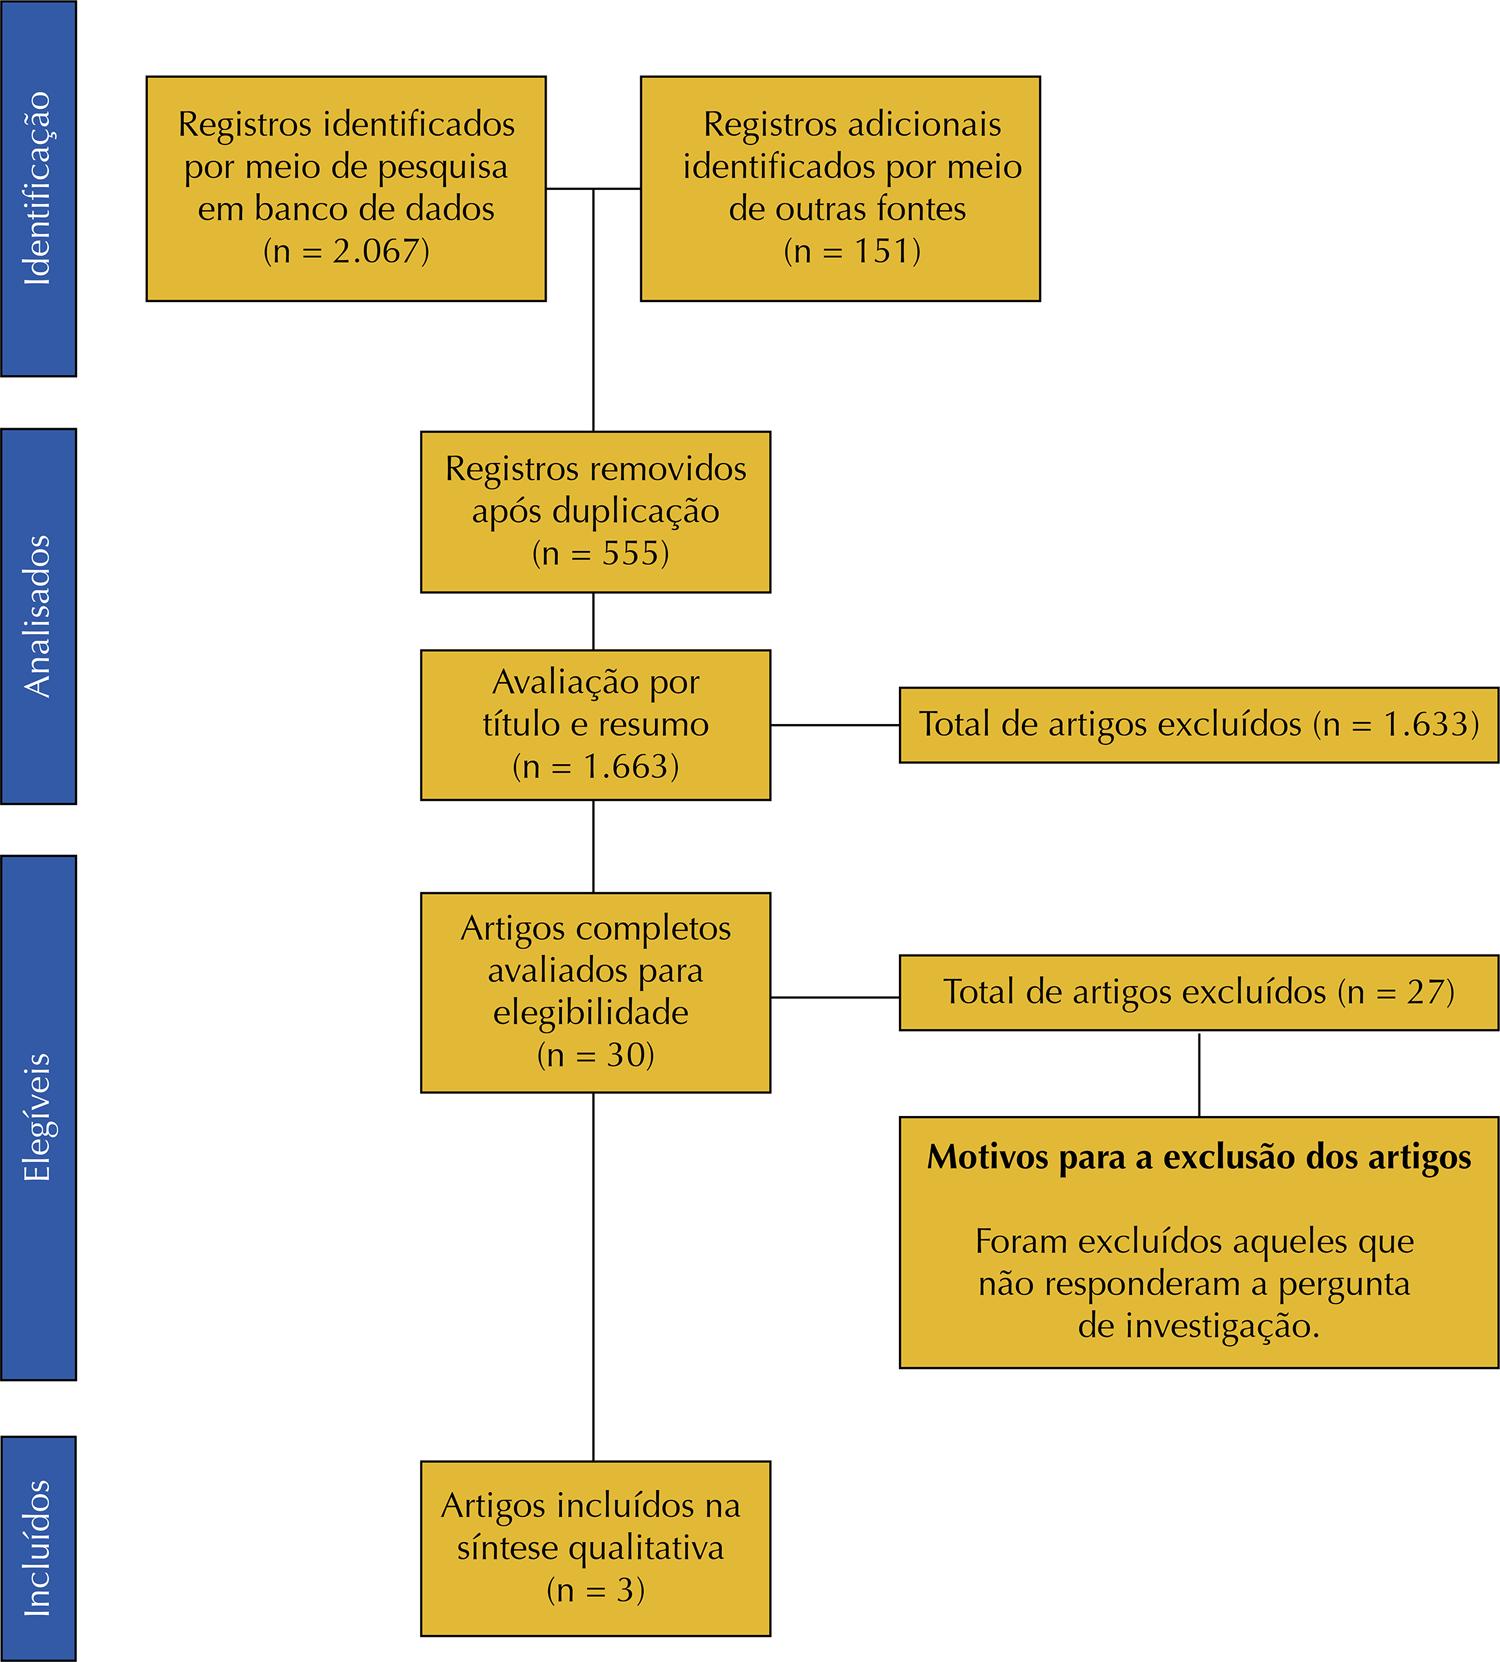 Identificação
Registros identificados
por meio de pesquisa
em banco de dados
(n = 2.067)
Registros adicionais
identificados por meio
de outras fontes
(n = 151)
Analisados
Registros removidos
após duplicação
(n = 555)
Avaliação por
título e resumo
(n = 1.663)
Total de artigos excluídos (n = 1.633)
Elegíveis
Artigos completos
avaliados para
elegibilidade
(n = 30)
Total de artigos excluídos (n = 27)
Motivos para a exclusão dos artigos
Foram excluídos aqueles que
não responderam a pergunta
de investigação.
Incluídos
Artigos incluídos na
síntese qualitativa
(n = 3)